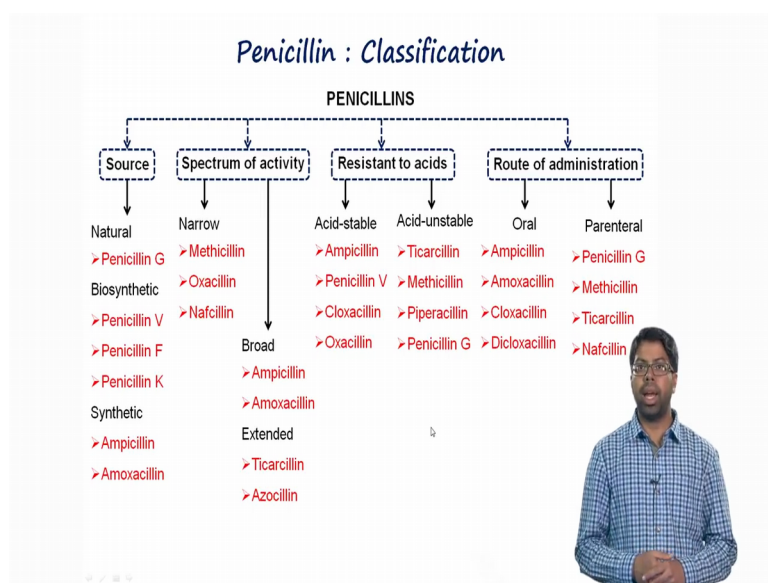 Penicillin : Classification
PENICILLINS
Source
Spectrum of activity
Resistant to acids
Route of administration
Natural
➢Penicillin G
Biosynthetic
➢Penicillin V
➢Penicillin F
➢Penicillin K
Synthetic
➢Ampicillin
➢Amoxacillin
Narrow
➢Methicillin
➢Oxacillin
➢Nafcillin
Broad
➢Ampicillin
➢Amoxacillin
Extended
➢Ticarcillin
➢Azocillin
Acid-stable
➢Ampicillin
➢Penicillin V
➢Cloxacillin
➢Oxacillin
Acid-unstable
➢Ticarcillin
➢Methicillin
➢Piperacillin
➢Penicillin G
Oral
➢Ampicillin
➢Amoxacillin
➢Cloxacillin
➢Dicloxacillin
Parenteral
➢Penicillin G
➢Methicillin
➢Ticarcillin
➢Nafcillin